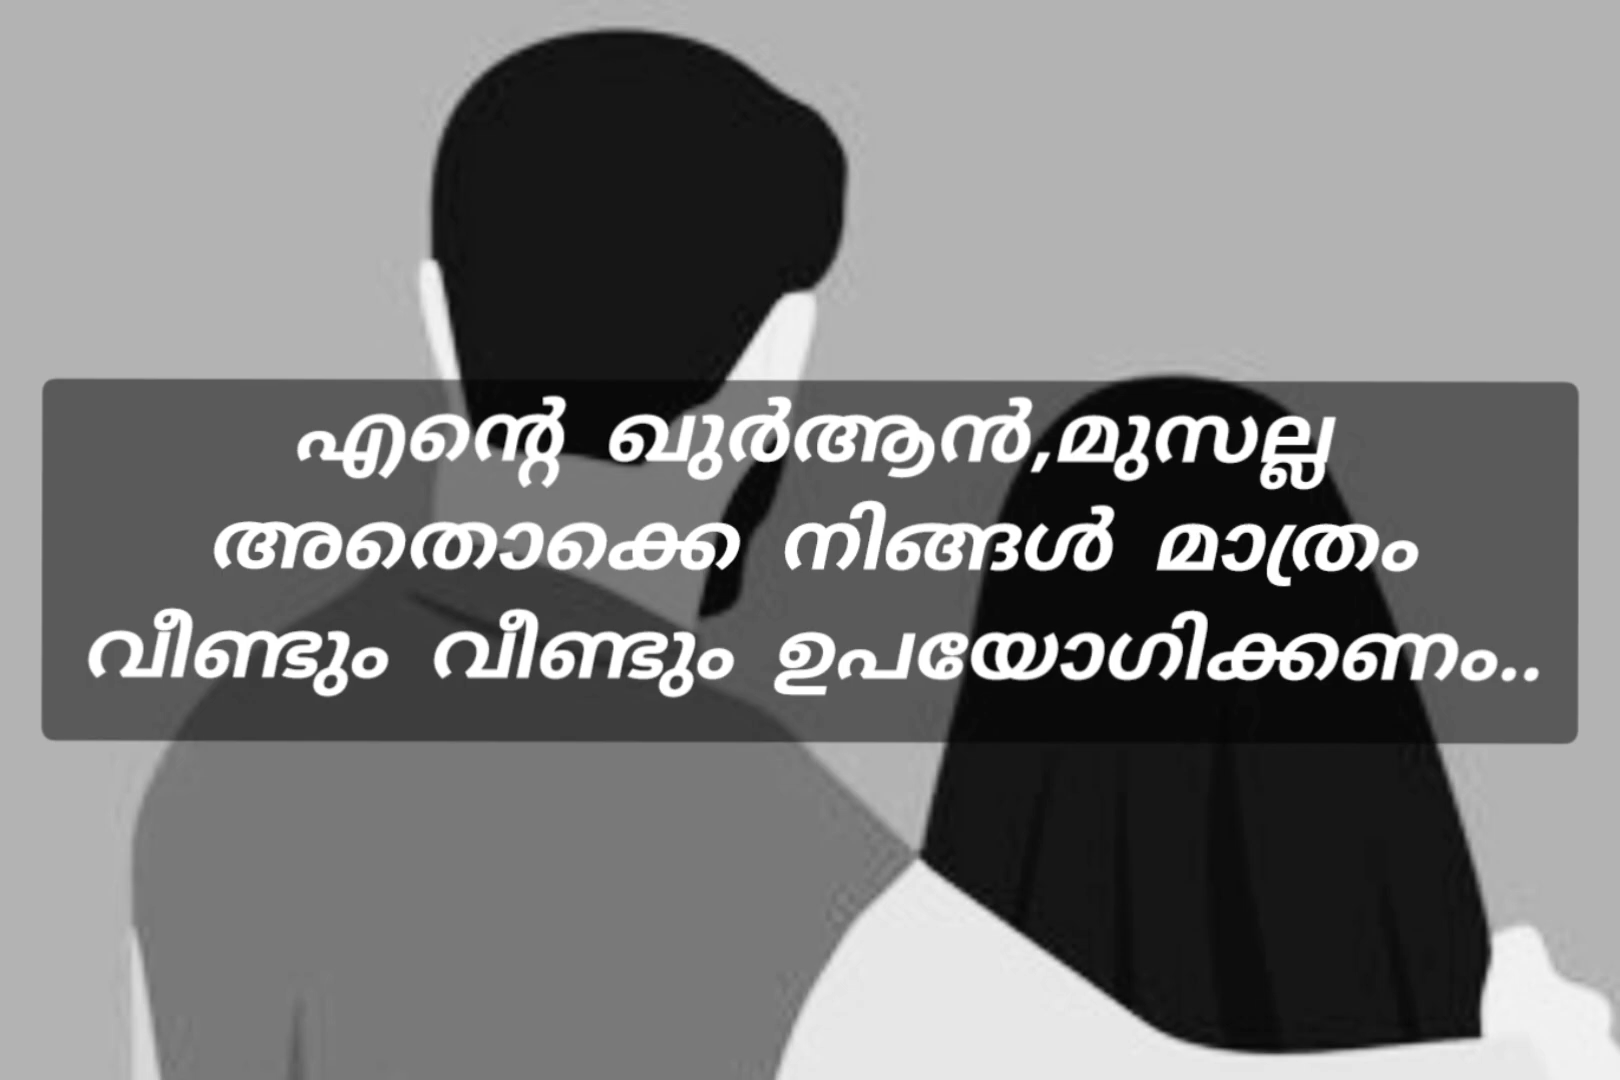 എന്റെ ഖുർആൻ,മുസല്ല
അതൊക്കെ നിങ്ങൾ മാത്രം
വീണ്ടും വീണ്ടും ഉപയോഗിക്കണം..